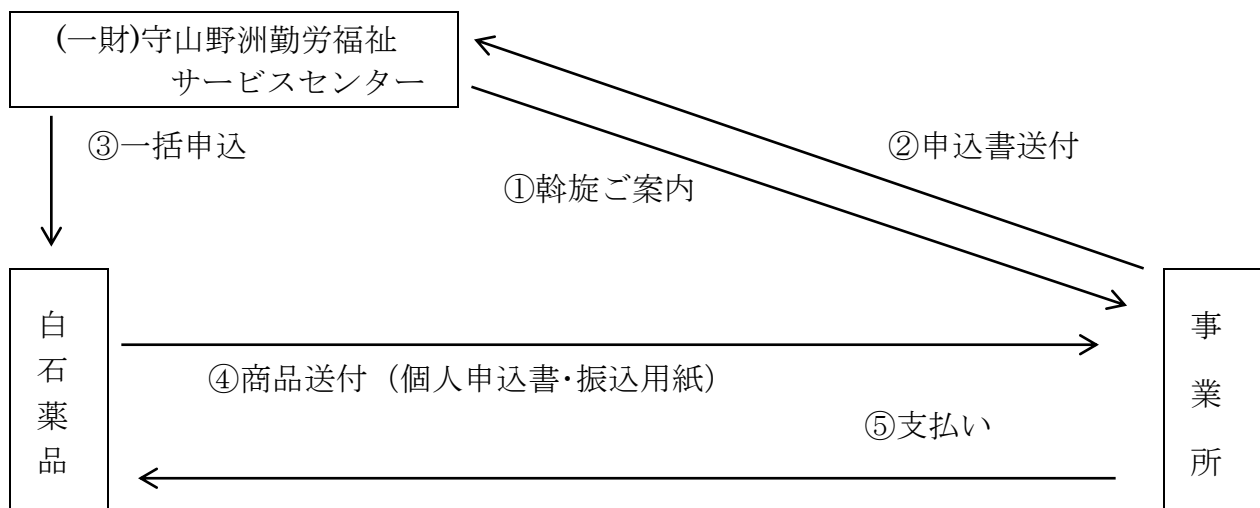 (一財)守山野洲勤労福祉
サービスセンター
②申込書送付
③一括申込
①斡旋ご案内
白石薬品
事業所
④商品送付（個人申込書・振込用紙）
⑤支払い